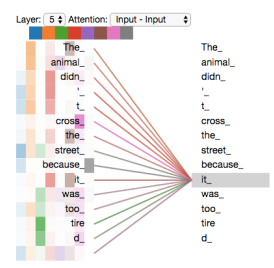 Layer: 5 Attention: Input - Input
The_ The_
animal_ animal_
didn_ didn_
'_ '_
t_ t_
cross_ cross_
the_ the_
street_ street_
because_ because_
it_ it_
was_ was_
too_ too_
tire tire
d_ d_